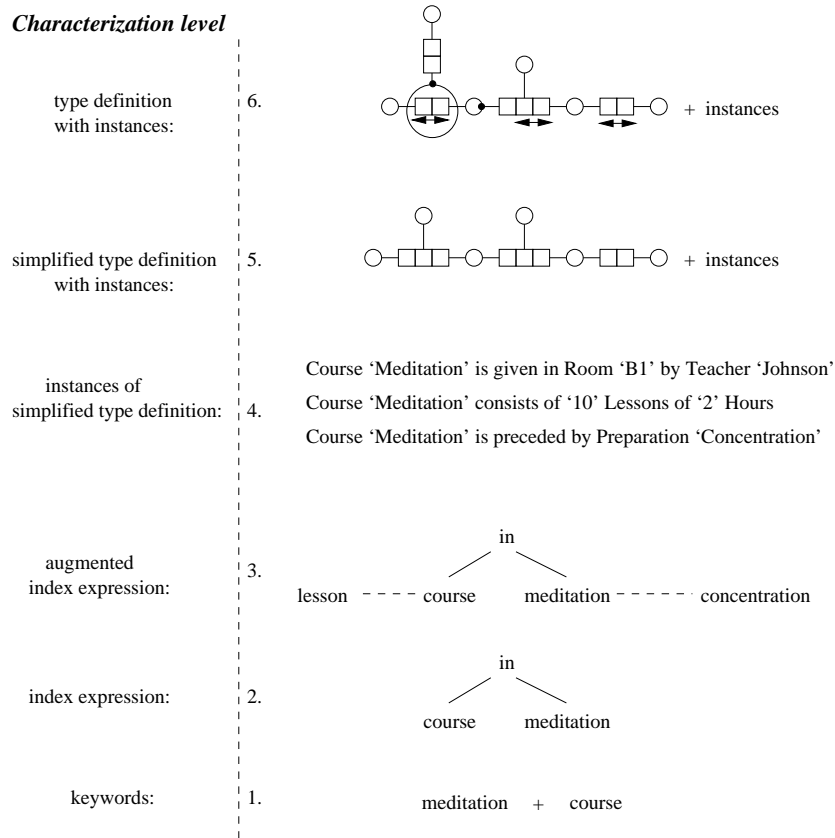 Characterization level
type definition
with instances:
6.
+ instances
simplified type definition
with instances:
5.
+ instances
instances of
simplified type definition:
4.
Course ‘Meditation’ is given in Room ‘B1’ by Teacher ‘Johnson’
Course ‘Meditation’ consists of ‘10’ Lessons of ‘2’ Hours
Course ‘Meditation’ is preceded by Preparation ‘Concentration’
augmented
index expression:
3.
in
lesson course meditation concentration
index expression:
2.
in
course meditation
keywords:
1.
meditation + course